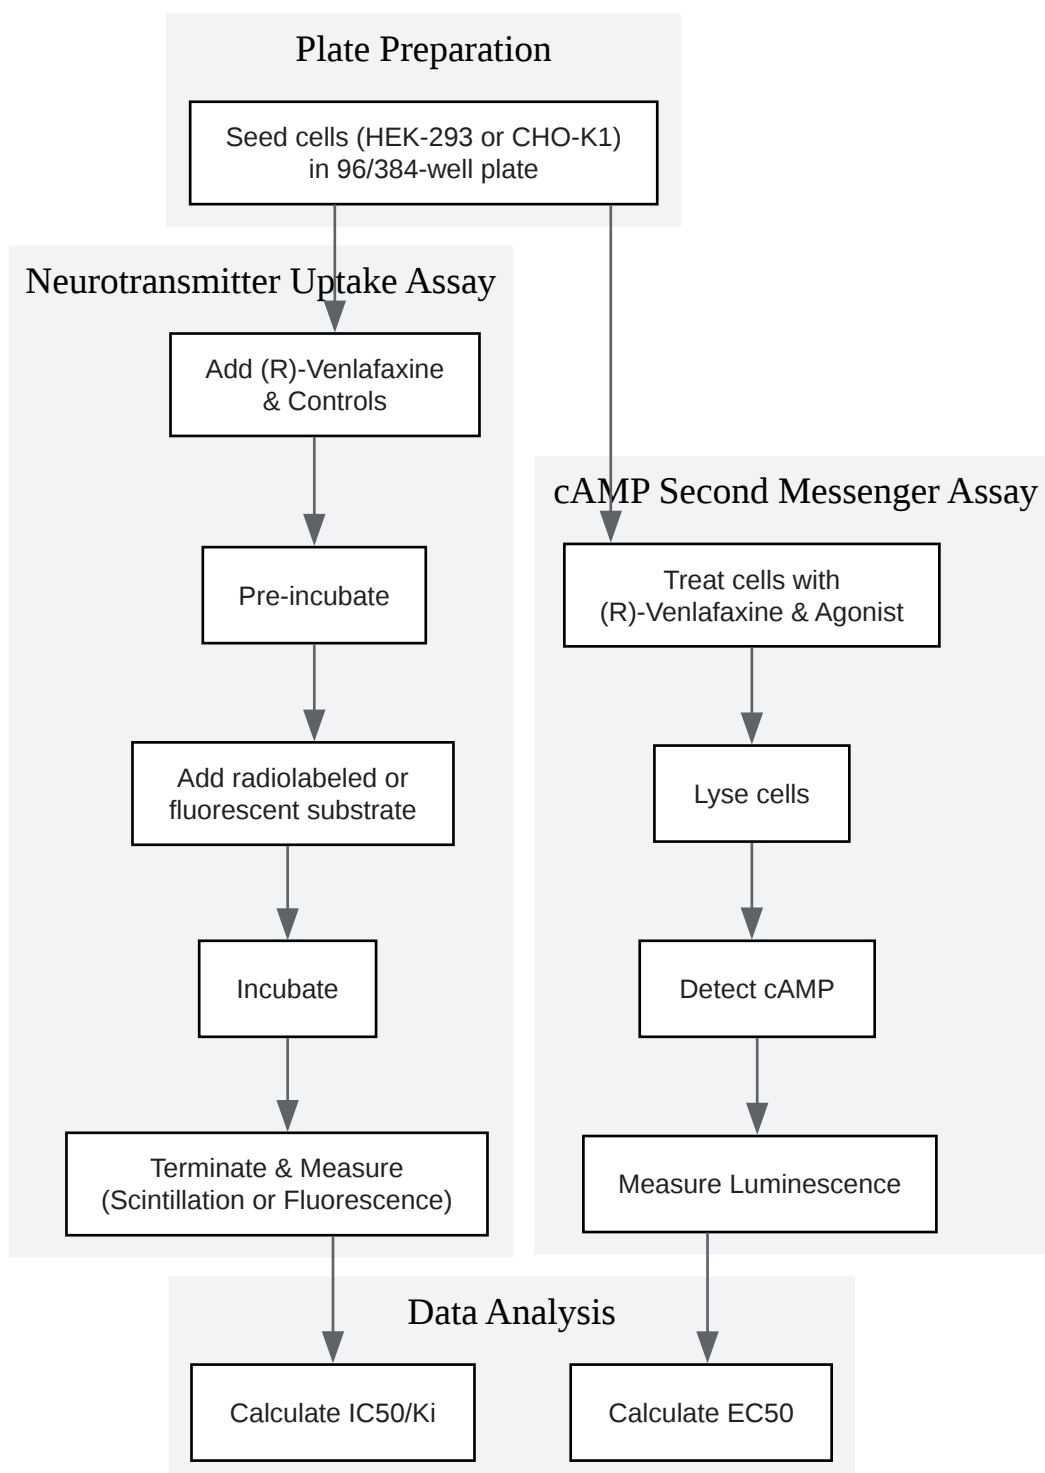 Plate Preparation
Seed cells (HEK-293 or CHO-K1)
in 96/384-well plate
Neurotransmitter Uptake Assay
Add (R)-Venlafaxine
& Controls
Pre-incubate
Add radiolabeled or
fluorescent substrate
Incubate
Terminate & Measure
(Scintillation or Fluorescence)
cAMP Second Messenger Assay
Treat cells with
(R)-Venlafaxine & Agonist
Lyse cells
Detect cAMP
Measure Luminescence
Data Analysis
Calculate IC50/Ki
Calculate EC50